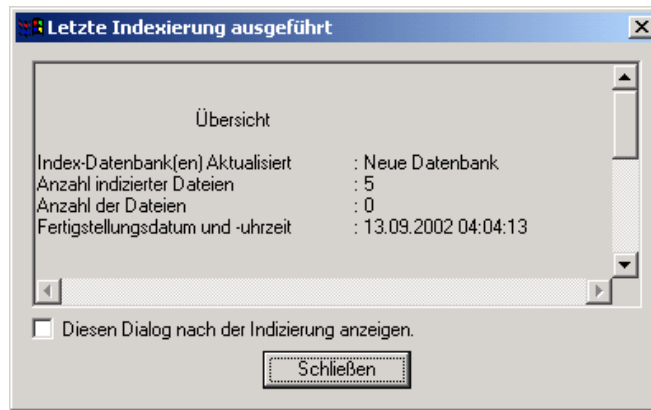 Letzte Indexierung ausgeführt
Übersicht
Index-Datenbank(en) Aktualisiert : Neue Datenbank
Anzahl indizierter Dateien : 5
Anzahl der Dateien : 0
Fertigstellungsdatum und -uhrzeit : 13.09.2002 04:04:13
Diesen Dialog nach der Indizierung anzeigen.
Schließen